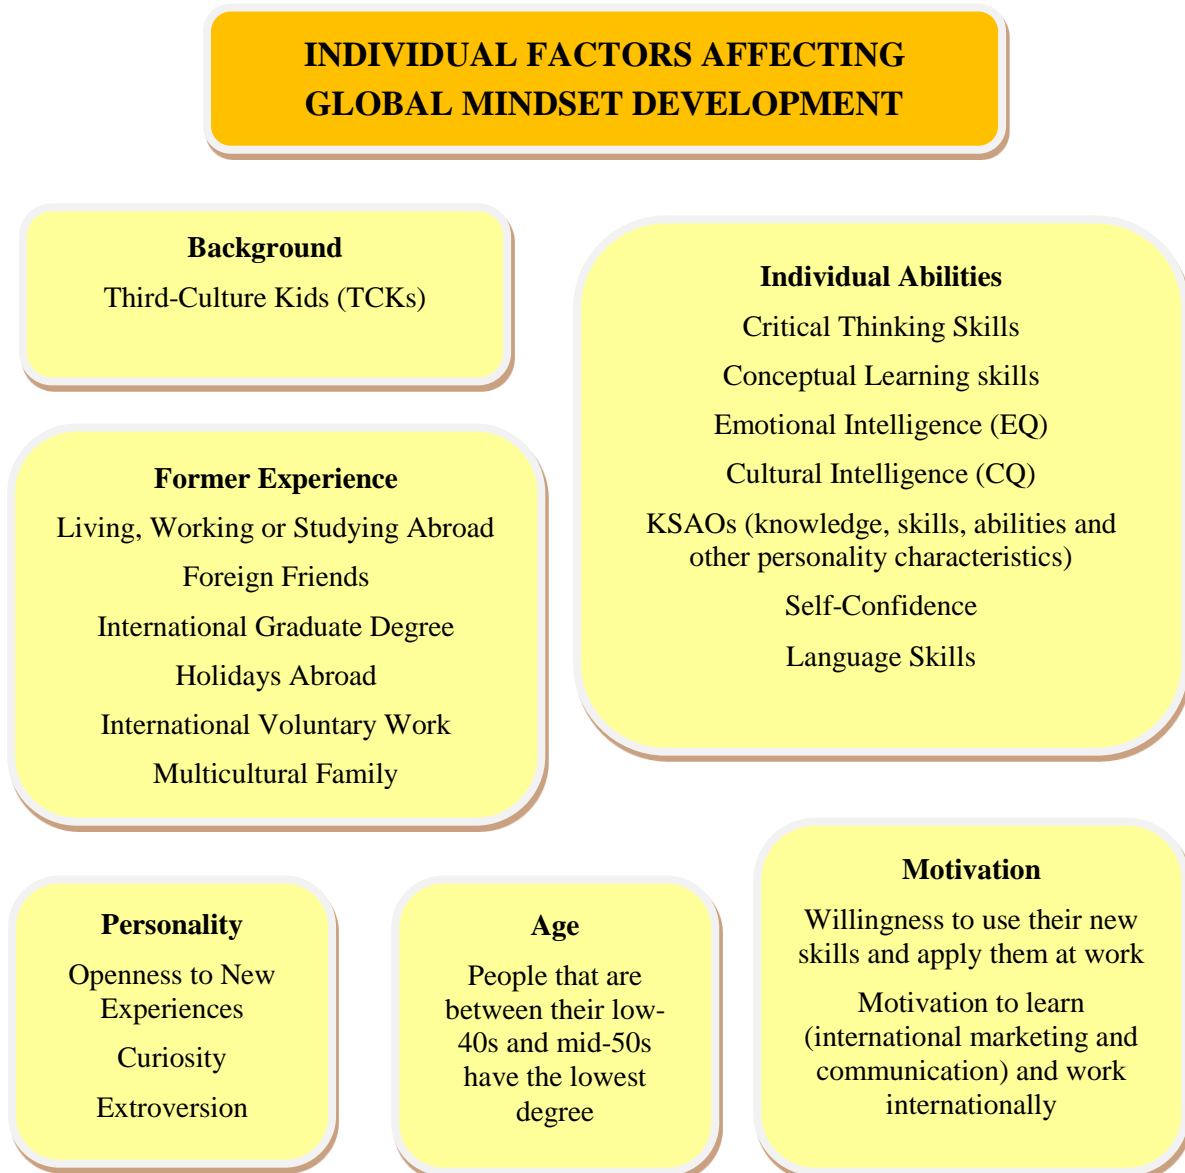 INDIVIDUAL FACTORS AFFECTING
GLOBAL MINDSET DEVELOPMENT
Background
Third-Culture Kids (TCKs)
Individual Abilities
Critical Thinking Skills
Conceptual Learning skills
Emotional Intelligence (EQ)
Cultural Intelligence (CQ)
KSAOs (knowledge, skills, abilities and
other personality characteristics)
Self-Confidence
Language Skills
Former Experience
Living, Working or Studying Abroad
Foreign Friends
International Graduate Degree
Holidays Abroad
International Voluntary Work
Multicultural Family
Personality
Openness to New
Experiences
Curiosity
Extroversion
Age
People that are
between their low-
40s and mid-50s
have the lowest
degree
Motivation
Willingness to use their new
skills and apply them at work
Motivation to learn
(international marketing and
communication) and work
internationally